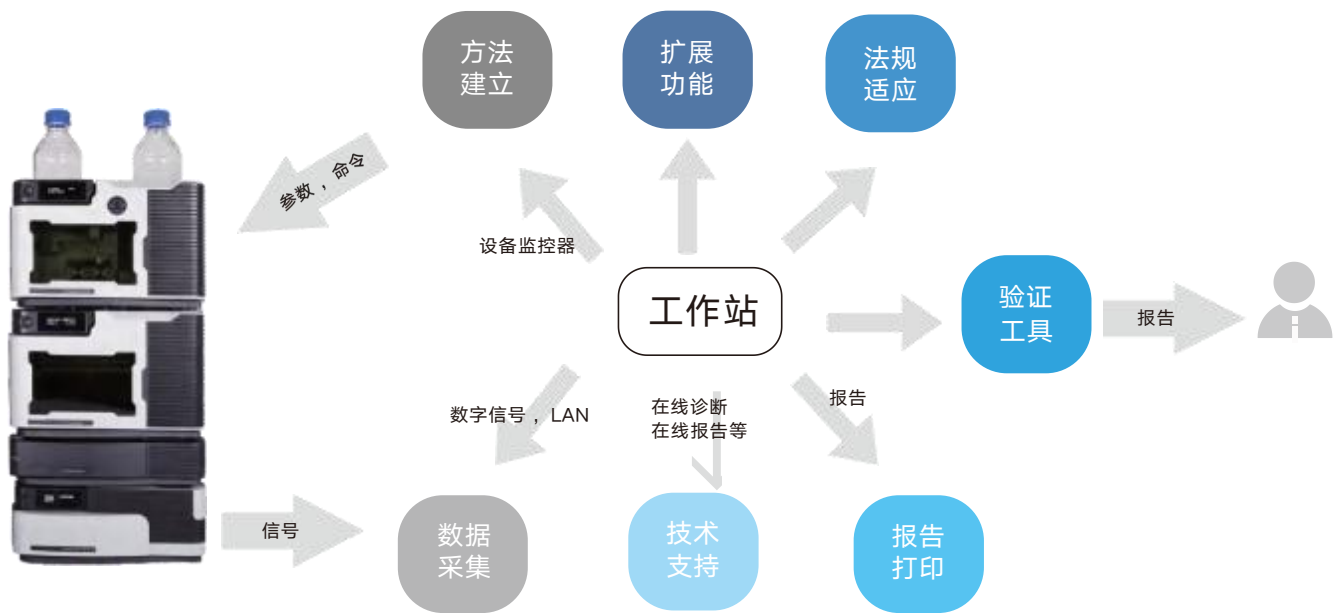 方法
建立
扩展
功能
法规
适应
参数，命令
设备监控器
工作站
验证
工具
报告
数字信号，LAN
在线诊断
在线报告等
报告
信号
数据
采集
技术
支持
报告
打印